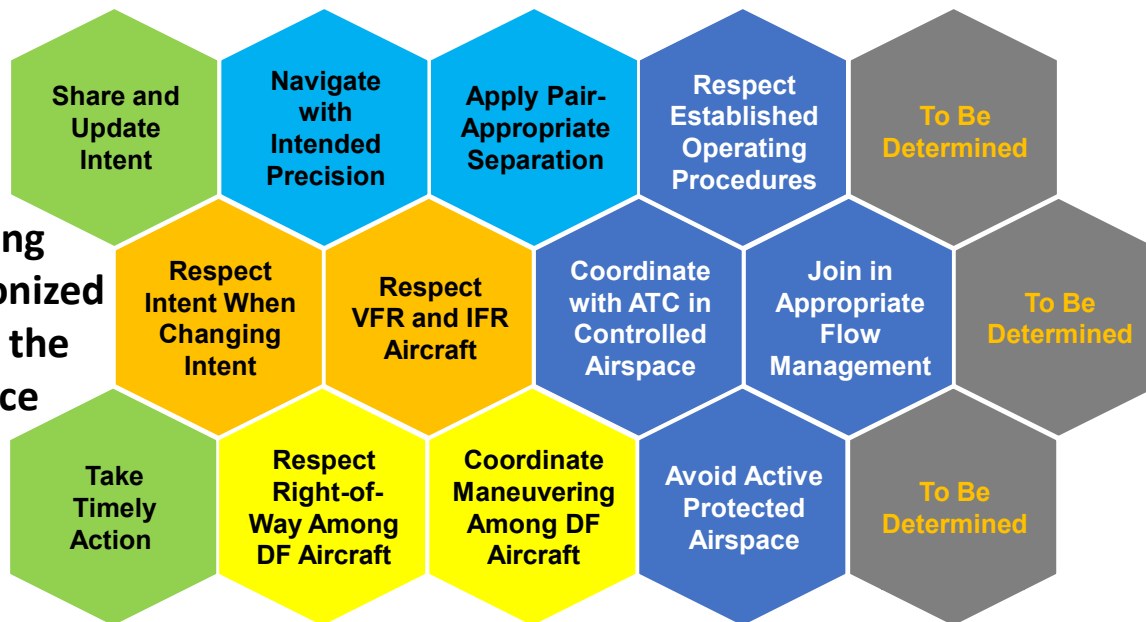 Share and
Update
Intent
Navigate
with
Intended
Precision
Apply Pair-
Appropriate
Separation
Respect
Established
Operating
Procedures
To Be
Determined
ng
onized
the
ce
Respect
Intent When
Changing
Intent
Respect
VFR and IFR
Aircraft
Coordinate
with ATC in
Controlled
Airspace
Join in
Appropriate
Flow
Management
To Be
Determined
Take
Timely
Action
Respect
Right-of-
Way Among
DF Aircraft
Coordinate
Maneuvering
Among DF
Aircraft
Avoid Active
Protected
Airspace
To Be
Determined